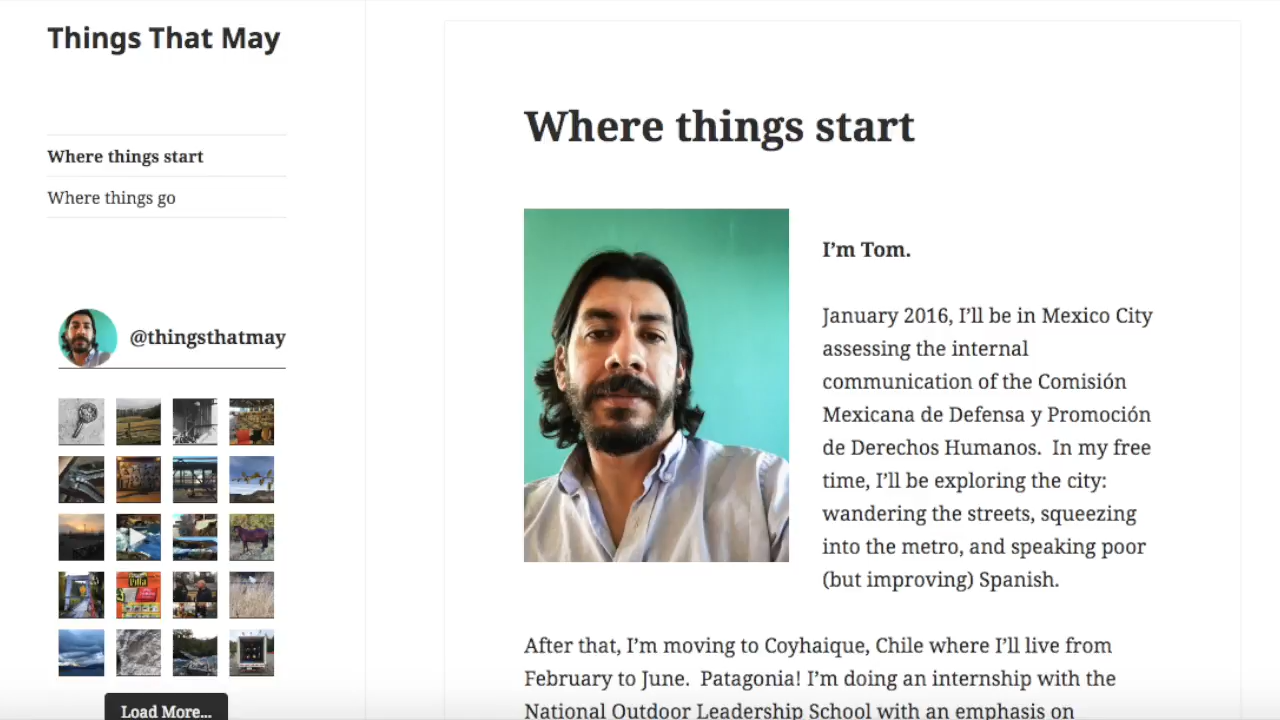 Things That May
Where things start
Where things go
@thingsthatmay
Load More...
Where things start
I'm Tom.
January 2016, I'll be in Mexico City
assessing the internal
communication of the Comisión
Mexicana de Defensa y Promoción
de Derechos Humanos.  In my free
time, I'll be exploring the city:
wandering the streets, squeezing
into the metro, and speaking poor
(but improving) Spanish.
After that, I'm moving to Coyhaique, Chile where I'll live from
February to June.  Patagonia! I'm doing an internship with the
National Outdoor Leadership School with an emphasis on